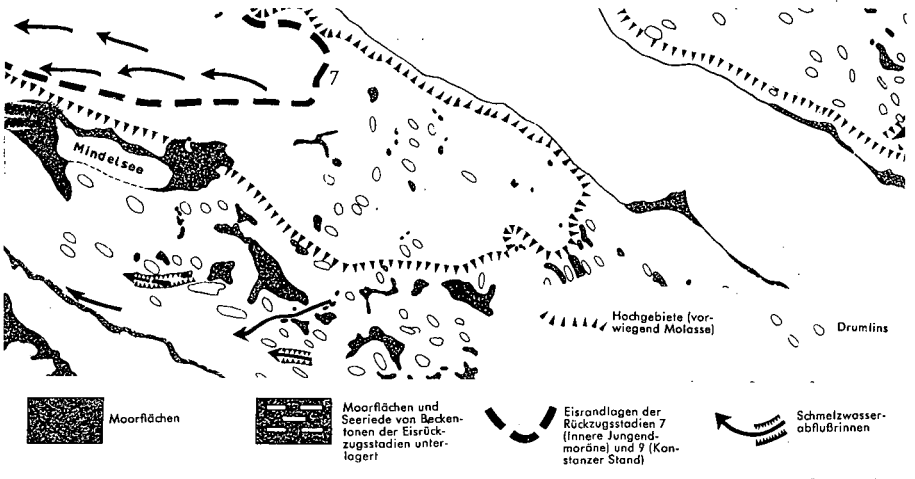 7
Mindelsee
Hochgebiete (vor-
wiegend Molasse)
Drumlins
Moorflächen
Moorflächen und
Seeriede von Becken-
tonen der Eisrück-
zugsstadien unter-
lagert
Eisrandlagen der
Rückzugsstadien 7
(Innere Jungend-
moräne) und 9 (Kon-
stanzer Stand)
Schmelzwasser-
abflußrinnen